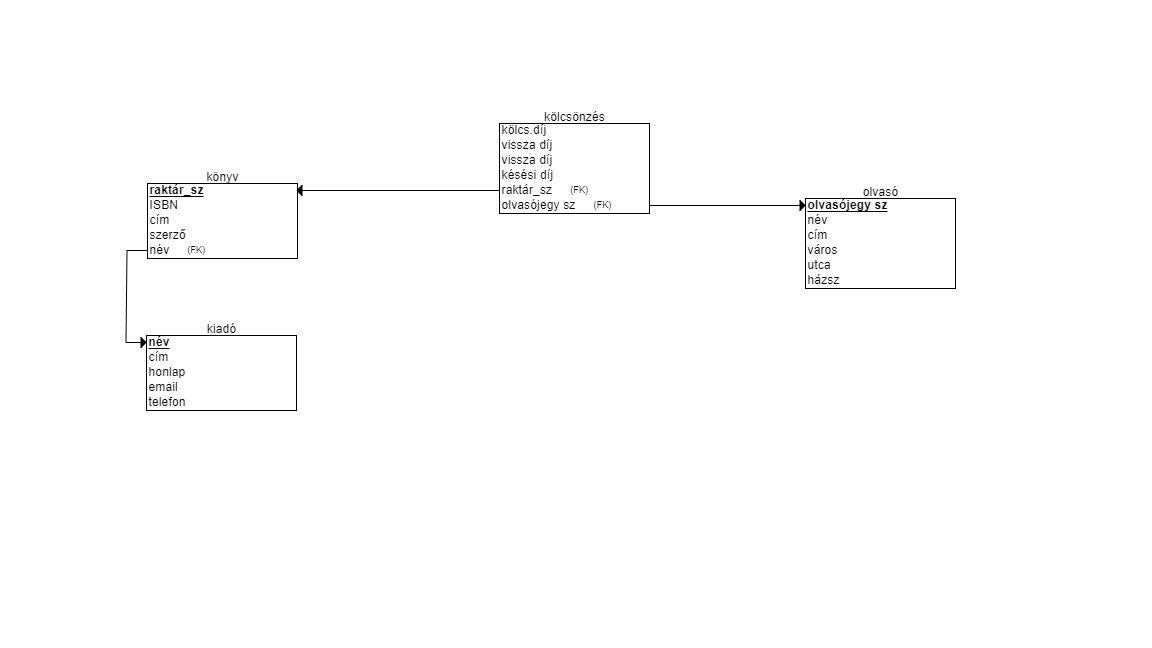 kölcsönzés
kölcs.díj
vissza díj
vissza díj
késési díj
raktár_sz (FK)
olvasójegy sz (FK)
könyv
raktár_sz
ISBN
cím
szerző
név (FK)
olvasó
olvasójegy sz
név
cím
város
utca
házsz
kiadó
név
cím
honlap
email
telefon